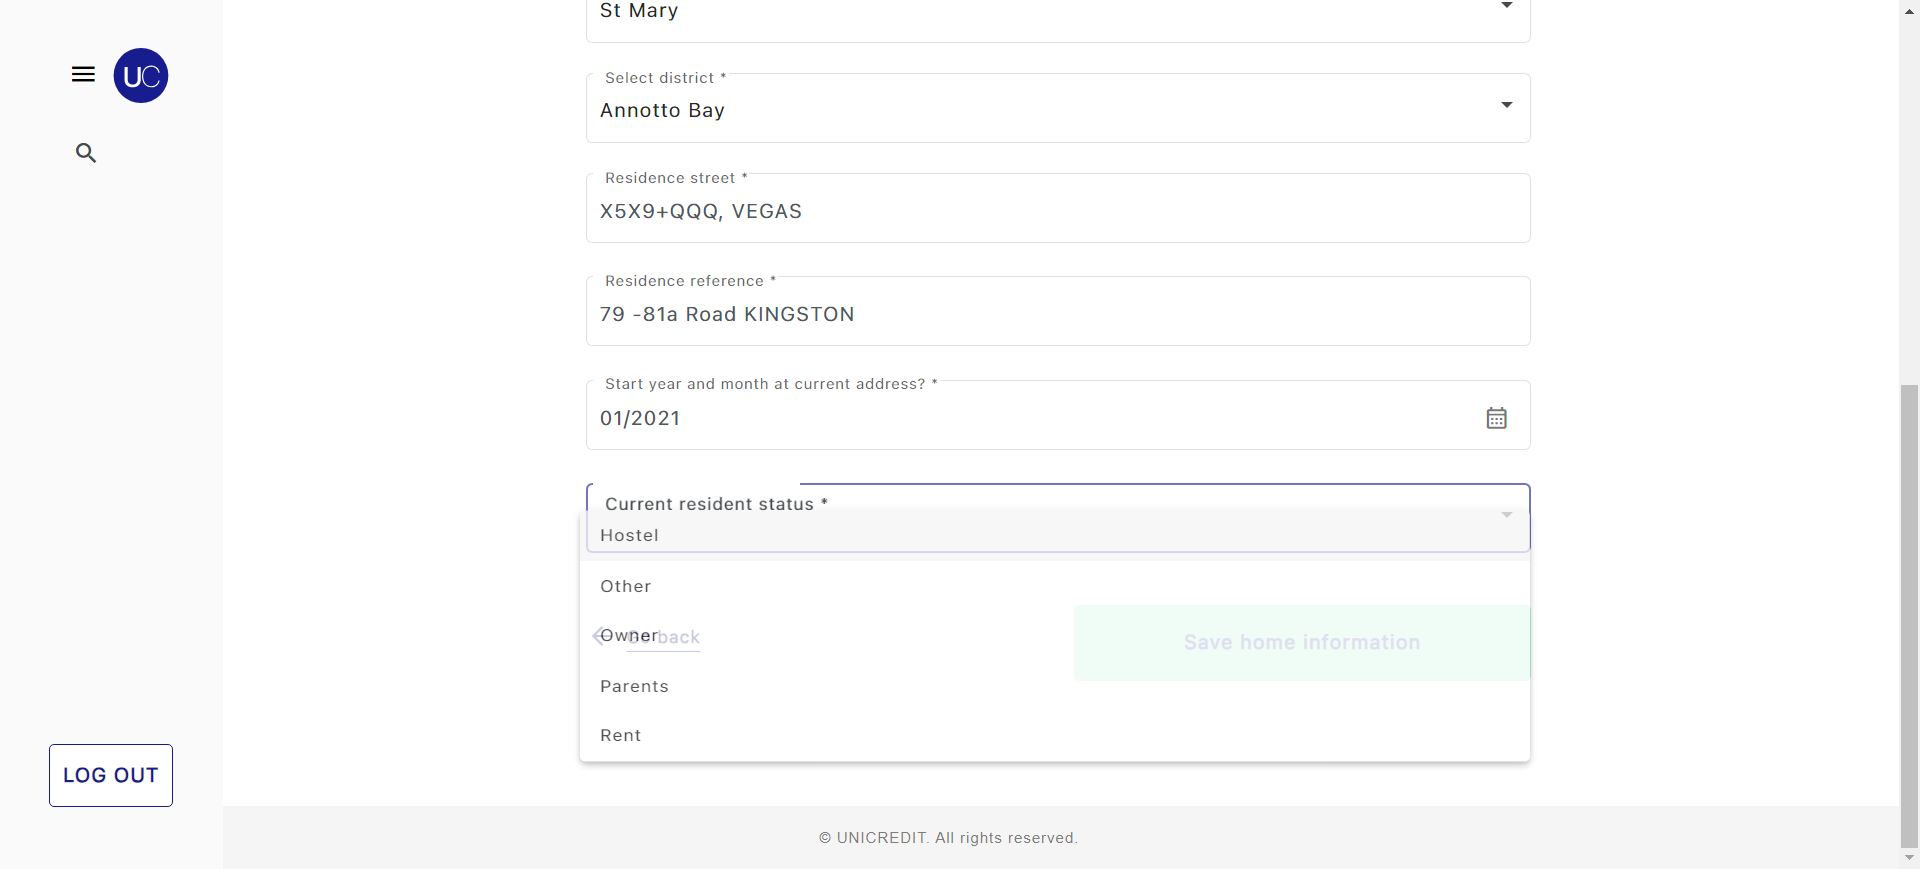 UC
St Mary
Select district *
Annotto Bay
Residence street *
X5X9+QQQ, VEGAS
Residence reference *
79 -81a Road KINGSTON
Start year and month at current address? *
01/2021
Current resident status *
Hostel
Other
Owner
Go back
Save home information
Parents
Rent
LOG OUT
© UNICREDIT. All rights reserved.